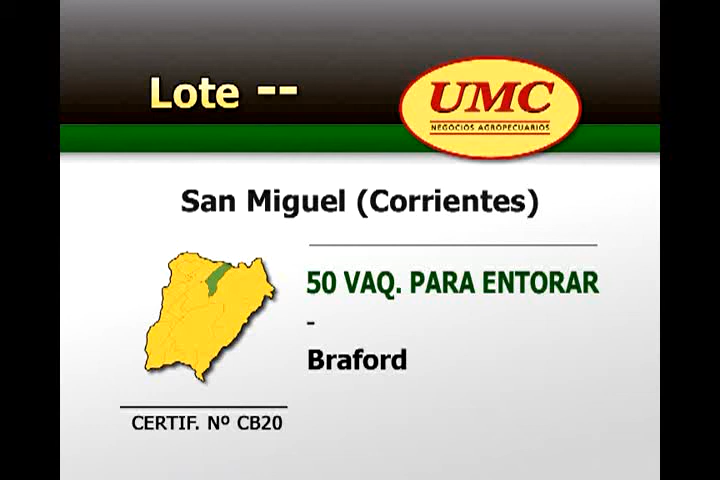 Lote --
UMC
NEGOCIOS AGROPECUARIOS
San Miguel (Corrientes)
50 VAQ. PARA ENTORAR
-
Braford
CERTIF. Nº CB20